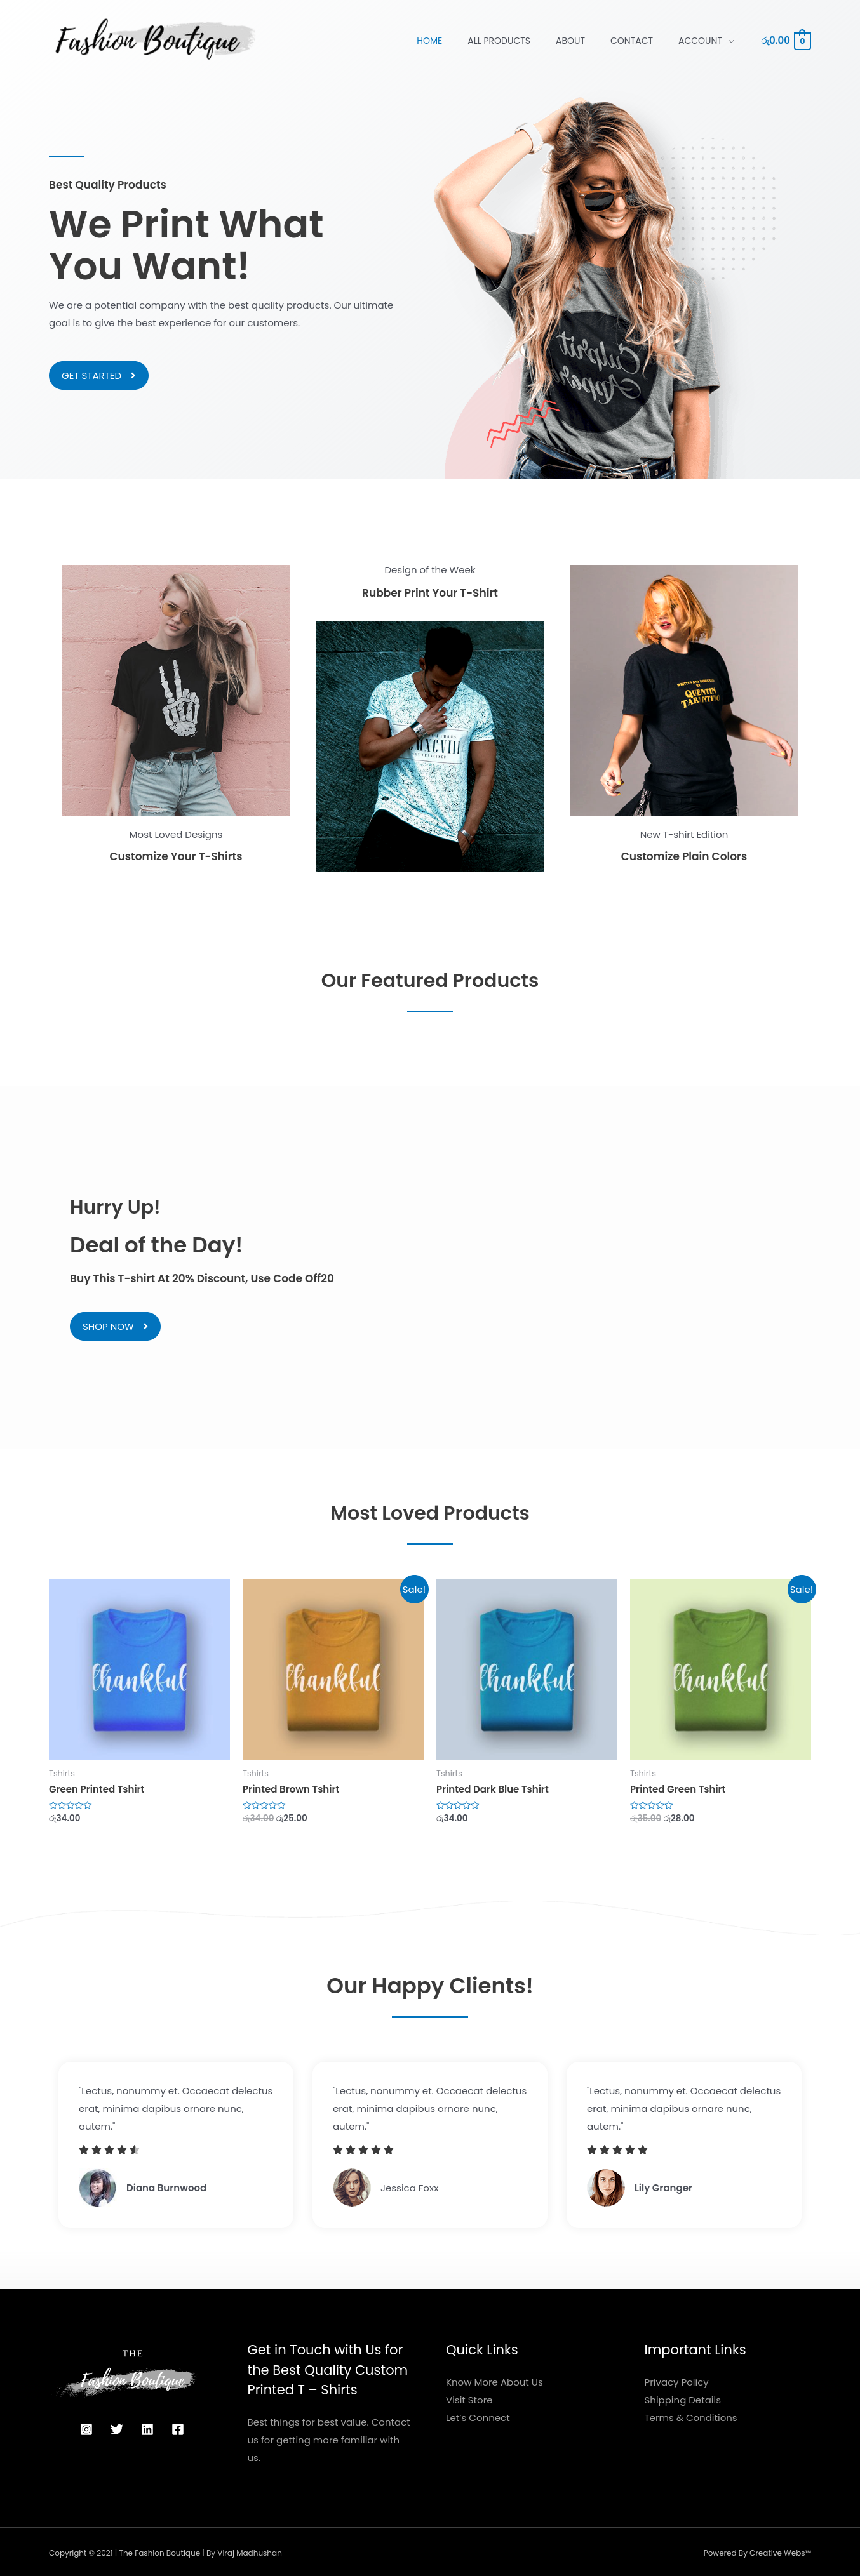 Fashion Boutique
HOME
ALL PRODUCTS
ABOUT
CONTACT
ACCOUNT
රු0.00
0
Best Quality Products
We Print What
You Want!
We are a potential company with the best quality products. Our ultimate
goal is to give the best experience for our customers.
GET STARTED
Culprit
Design of the Week
Rubber Print Your T-Shirt
WRITTEN AND DIRECTED
BY
QUENTIN
TARANTINO
Most Loved Designs
Customize Your T-Shirts
New T-shirt Edition
Customize Plain Colors
Our Featured Products
Hurry Up!
Deal of the Day!
Buy This T-shirt At 20% Discount, Use Code Off20
SHOP NOW
Most Loved Products
Sale!
Sale!
thankful
thankful
thankful
thankful
Tshirts
Green Printed Tshirt
රු34.00
Tshirts
Printed Brown Tshirt
රු34.00 රු25.00
Tshirts
Printed Dark Blue Tshirt
රු34.00
Tshirts
Printed Green Tshirt
රු35.00 රු28.00
Our Happy Clients!
"Lectus, nonummy et. Occaecat delectus
erat, minima dapibus ornare nunc,
autem."
Diana Burnwood
"Lectus, nonummy et. Occaecat delectus
erat, minima dapibus ornare nunc,
autem."
Jessica Foxx
"Lectus, nonummy et. Occaecat delectus
erat, minima dapibus ornare nunc,
autem."
Lily Granger
THE
Fashion Boutique
Get in Touch with Us for
the Best Quality Custom
Printed T – Shirts
Best things for best value. Contact
us for getting more familiar with
us.
Quick Links
Know More About Us
Visit Store
Let's Connect
Important Links
Privacy Policy
Shipping Details
Terms & Conditions
Copyright © 2021 | The Fashion Boutique | By Viraj Madhushan
Powered By Creative Webs™